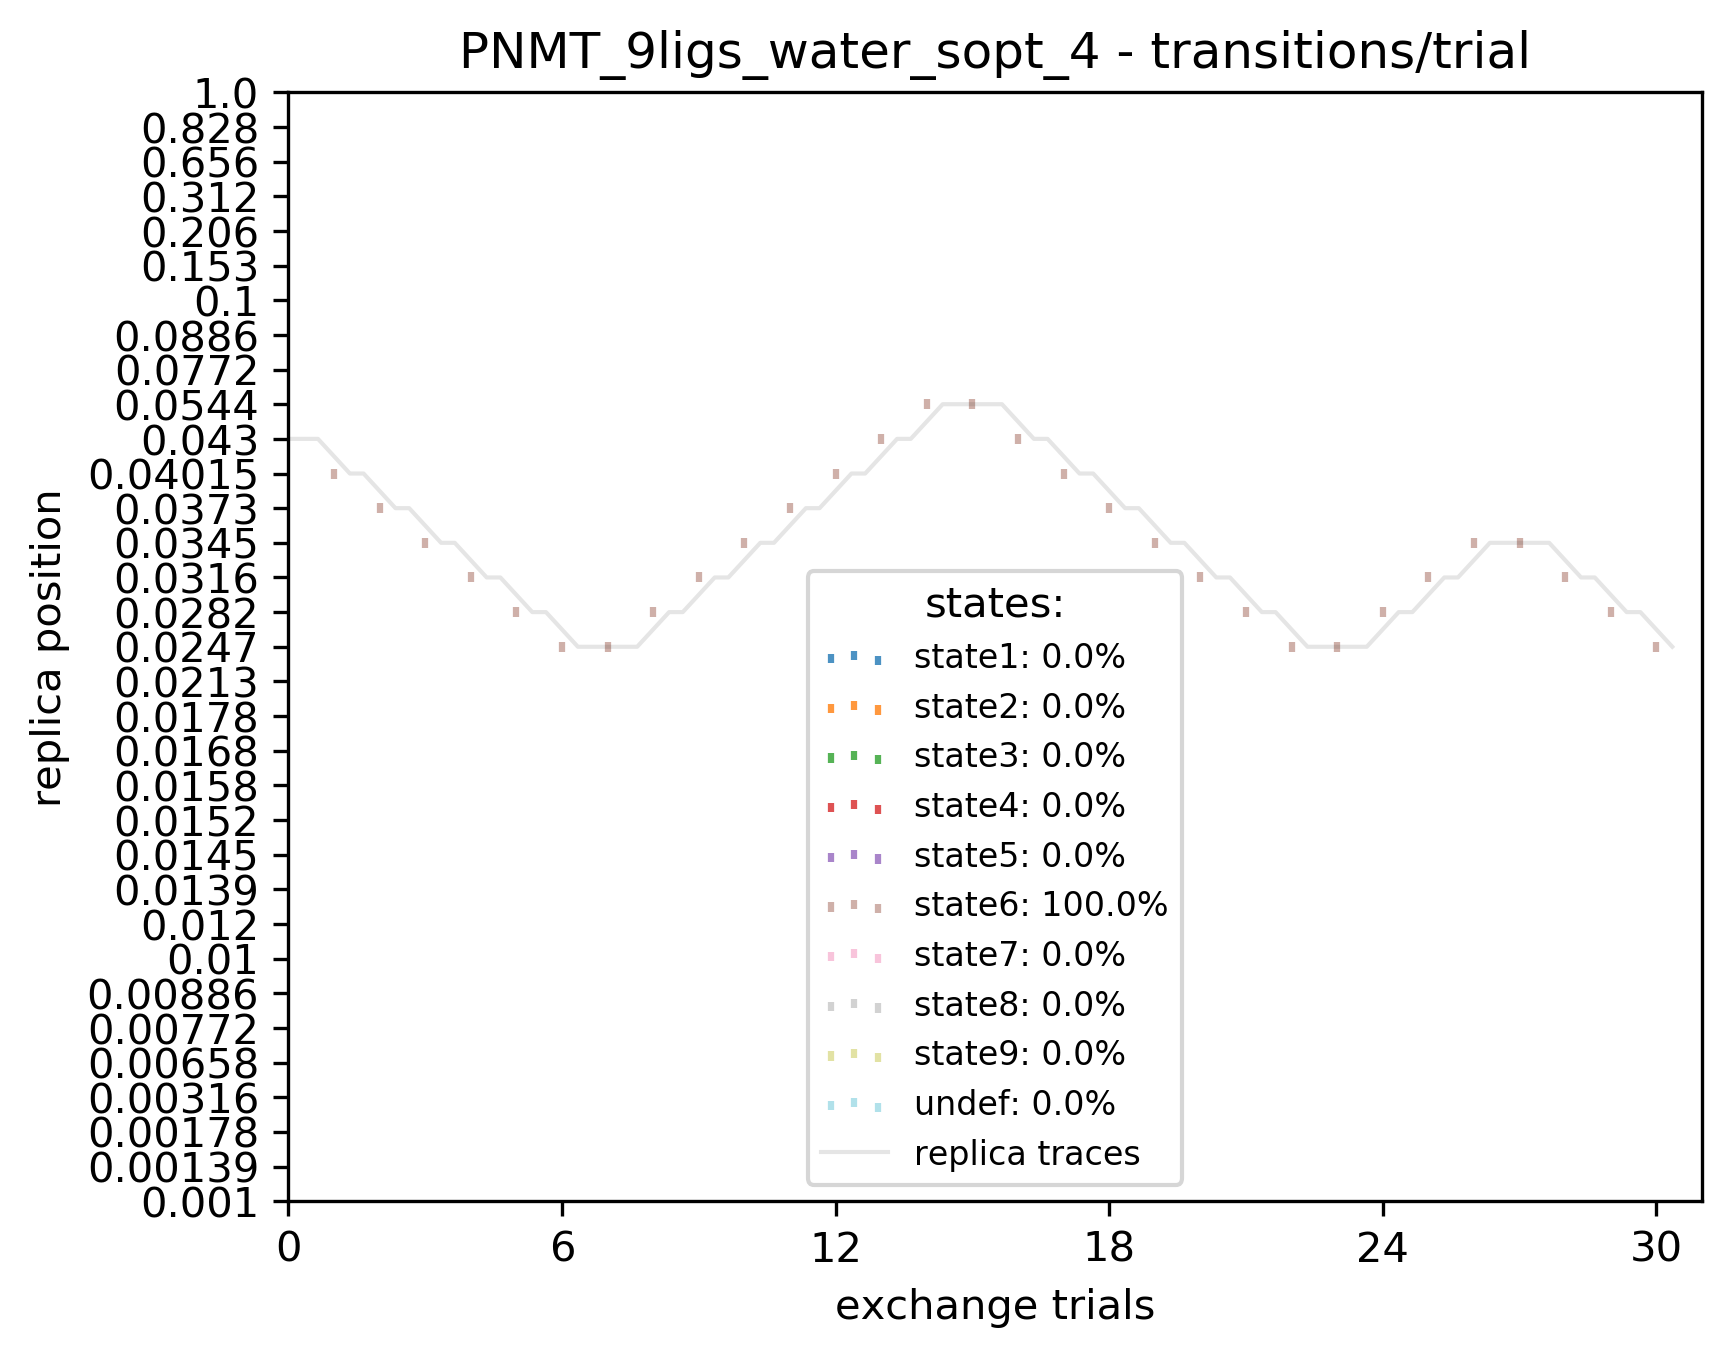 PNMT_9ligs_water_sopt_4 - transitions/trial
1.0
0.828
0.656
0.312
0.206
0.153
0.1
0.0886
0.0772
0.0544
0.043
0.04015
0.0373
0.0345
0.0316
0.0282
0.0247
0.0213
0.0178
0.0168
0.0158
0.0152
0.0145
0.0139
0.012
0.01
0.00886
0.00772
0.00658
0.00316
0.00178
0.00139
0.001
replica position
states:
state1: 0.0%
state2: 0.0%
state3: 0.0%
state4: 0.0%
state5: 0.0%
state6: 100.0%
state7: 0.0%
state8: 0.0%
state9: 0.0%
undef: 0.0%
replica traces
0 6 12 18 24 30
exchange trials